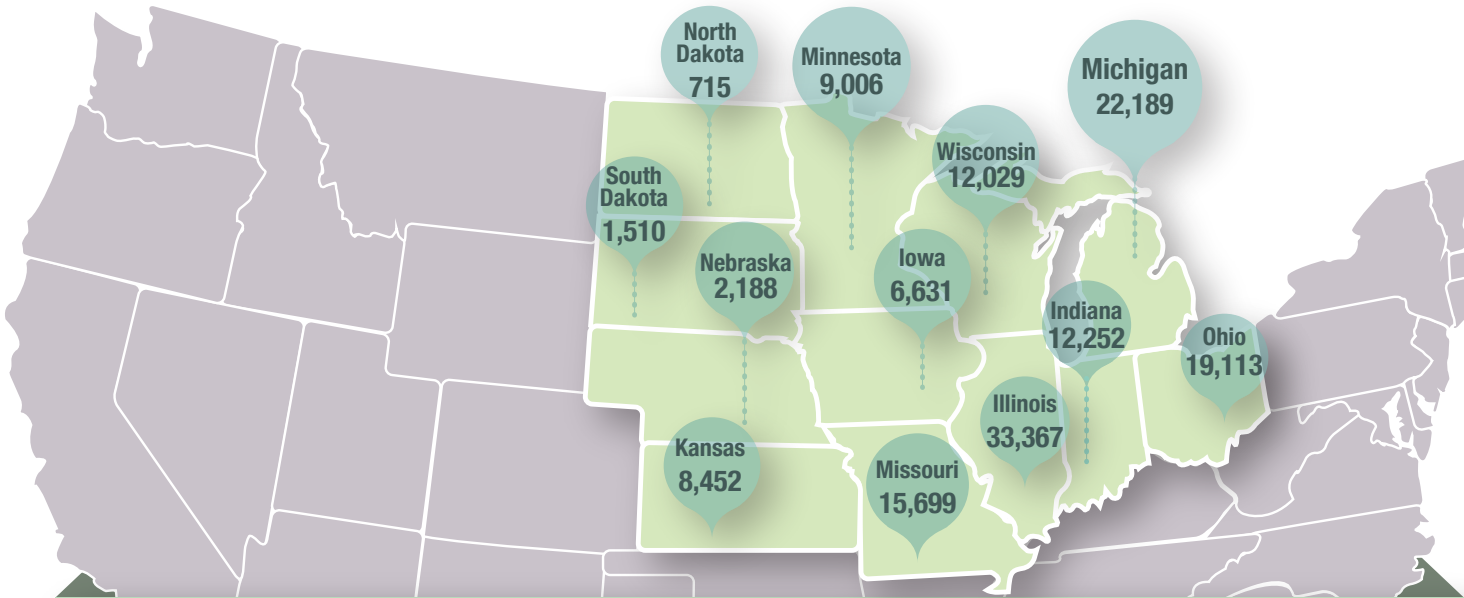 North
Dakota
715
Minnesota
9,006
Michigan
22,189
Wisconsin
12,029
South
Dakota
1,510
Nebraska
2,188
Iowa
6,631
Indiana
12,252
Ohio
19,113
Illinois
33,367
Kansas
8,452
Missouri
15,699